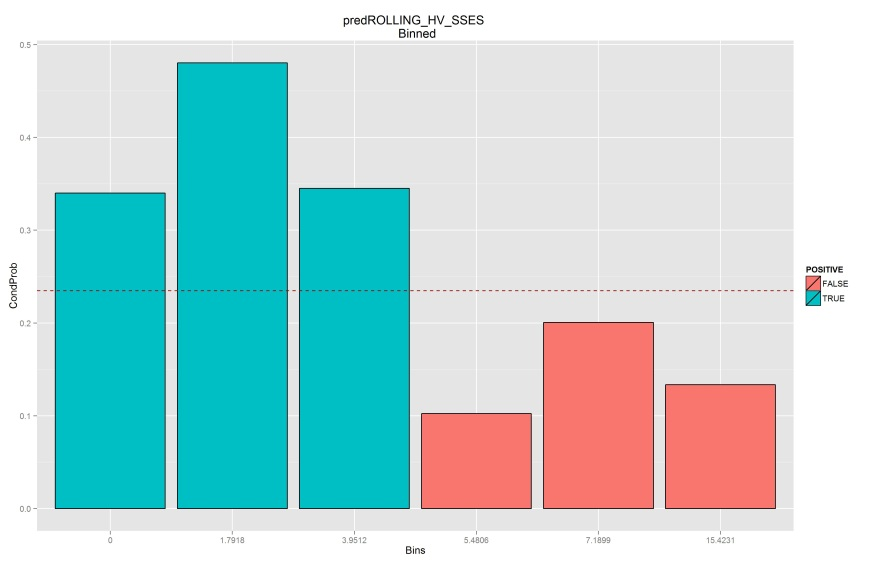 predROLLING_HV_SSES
Binned
0.5
0.4
0.3
0.2
0.1
0.0
CondProb
0 1.7918 3.9512 5.4806 7.1899 15.4231
Bins
POSITIVE
FALSE
TRUE